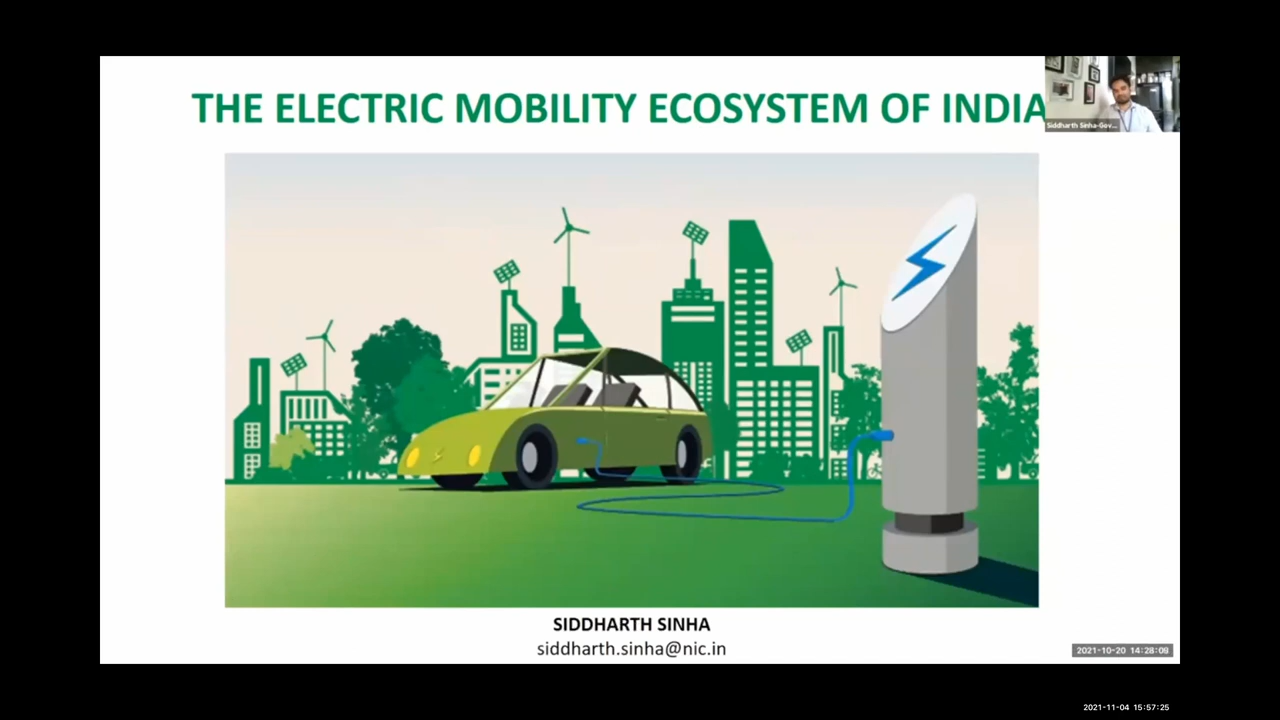 THE ELECTRIC MOBILITY ECOSYSTEM OF INDIA
Siddharth Sinha-Gov...
SIDDHARTH SINHA
siddharth.sinha@nic.in
2021-10-20 14:28:09
2021-11-04 15:57:25